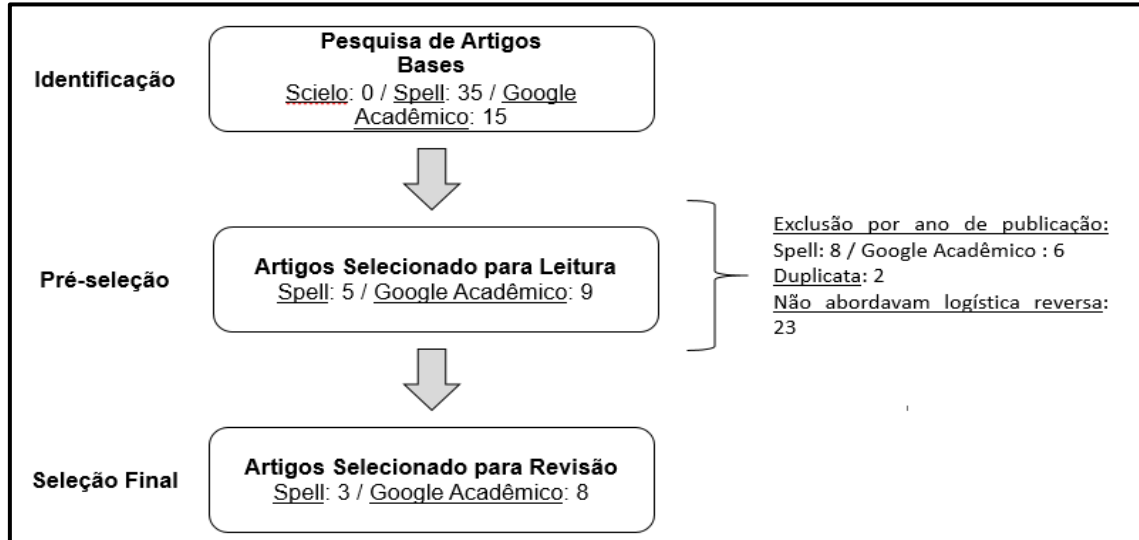 Identificação
Pesquisa de Artigos
Bases
Scielo: 0 / Spell: 35 / Google
Acadêmico: 15
Pré-seleção
Artigos Selecionado para Leitura
Spell: 5 / Google Acadêmico: 9
Exclusão por ano de publicação:
Spell: 8 / Google Acadêmico : 6
Duplicata: 2
Não abordavam logística reversa:
23
Seleção Final
Artigos Selecionado para Revisão
Spell: 3 / Google Acadêmico: 8